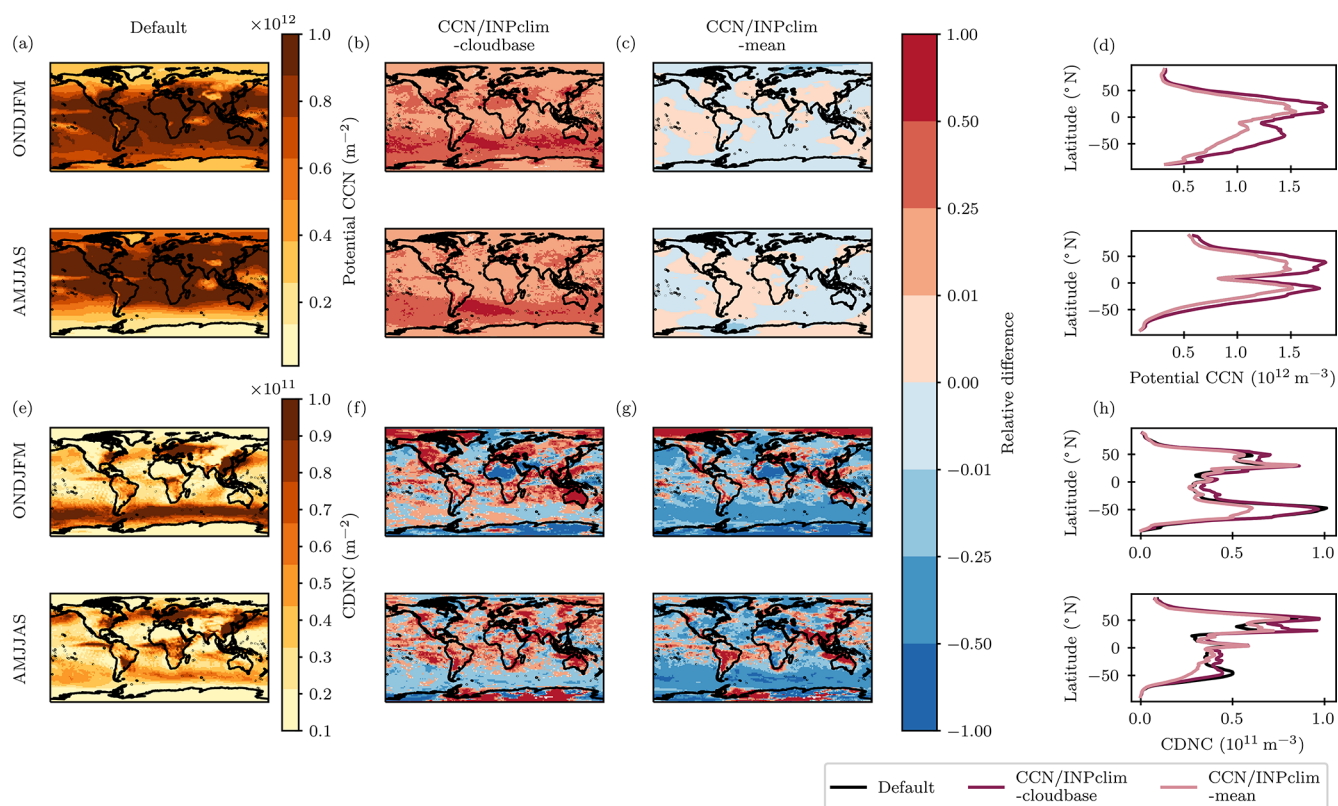 ×10¹²
(a) Default (b) CCN/INPclim (c) CCN/INPclim (d)
-cloudbase -mean
ONDJFM
AMJJAS
1.0
0.8
0.6
0.4
0.2
Potential CCN (m⁻²)
Latitude (° N)
50
0
−50
0.5 1.0 1.5
Latitude (° N)
50
0
−50
0.5 1.0 1.5
Potential CCN (10¹² m⁻³)
1.00
0.50
0.25
0.01
0.00
−0.01
−0.25
−0.50
−1.00
Relative difference
×10¹¹
(e) (f) (g) (h)
ONDJFM
AMJJAS
1.0
0.9
0.8
0.7
0.6
0.5
0.4
0.3
0.2
0.1
CDNC (m⁻²)
Latitude (° N)
50
0
−50
0.0 0.5 1.0
Latitude (° N)
50
0
−50
0.0 0.5 1.0
CDNC (10¹¹ m⁻³)
Default CCN/INPclim CCN/INPclim
-cloudbase -mean